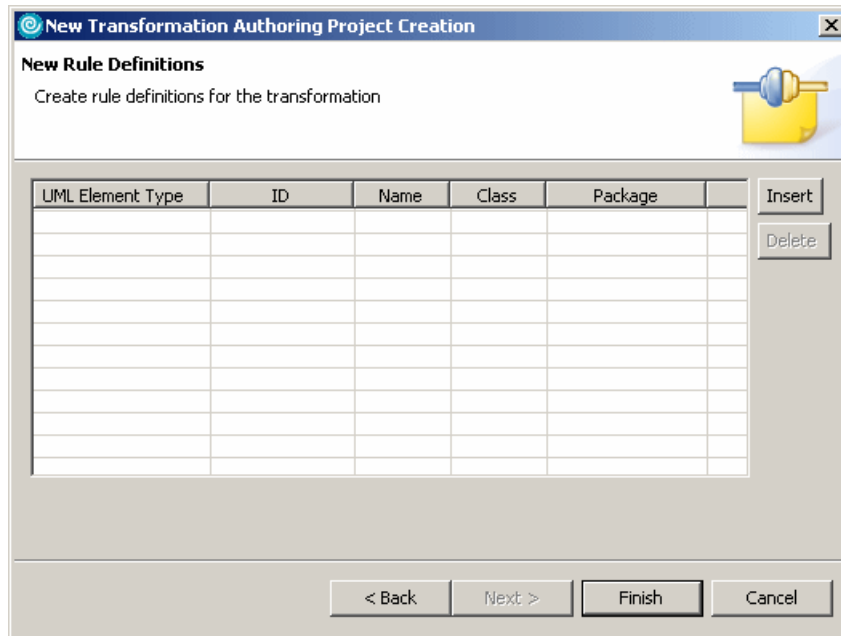 New Transformation Authoring Project Creation
New Rule Definitions
Create rule definitions for the transformation
UML Element Type ID Name Class Package
Insert
Delete
< Back Next > Finish Cancel